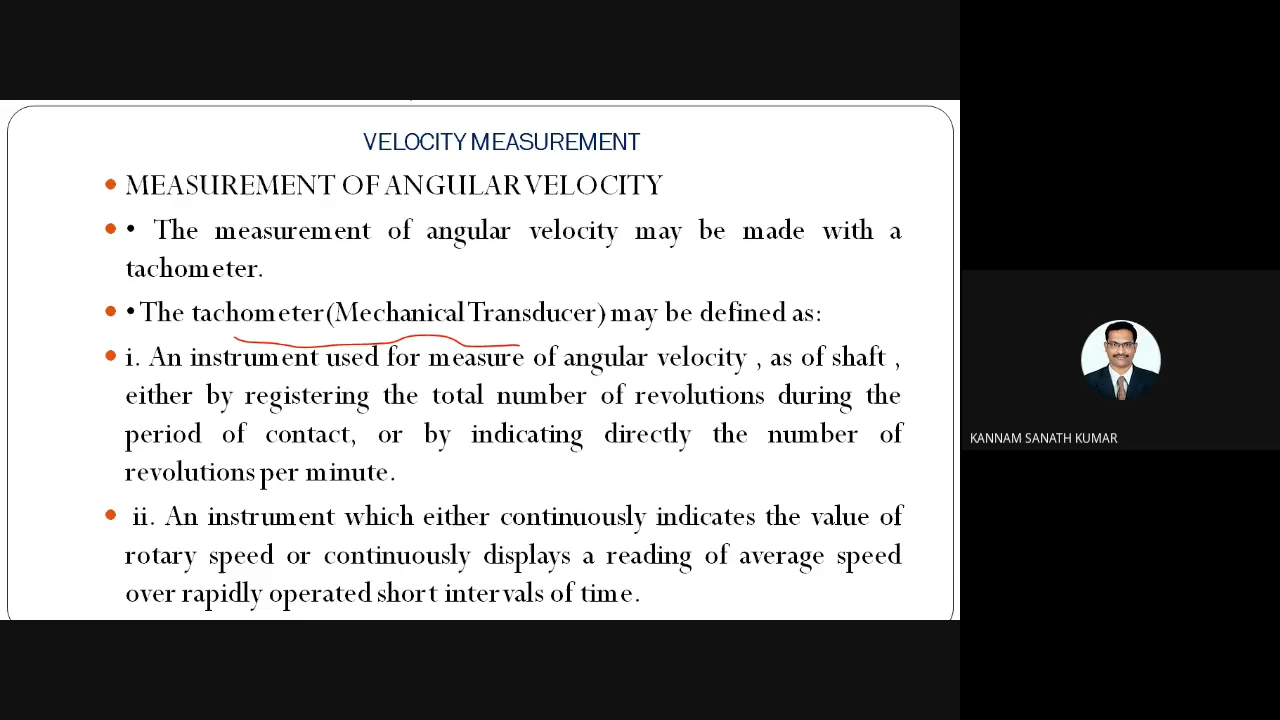 VELOCITY MEASUREMENT
• MEASUREMENT OF ANGULAR VELOCITY
• • The measurement of angular velocity may be made with a
tachometer.
• • The tachometer(Mechanical Transducer) may be defined as:
• i. An instrument used for measure of angular velocity , as of shaft ,
either by registering the total number of revolutions during the
period of contact, or by indicating directly the number of
revolutions per minute.
• ii. An instrument which either continuously indicates the value of
rotary speed or continuously displays a reading of average speed
over rapidly operated short intervals of time.
KANNAM SANATH KUMAR